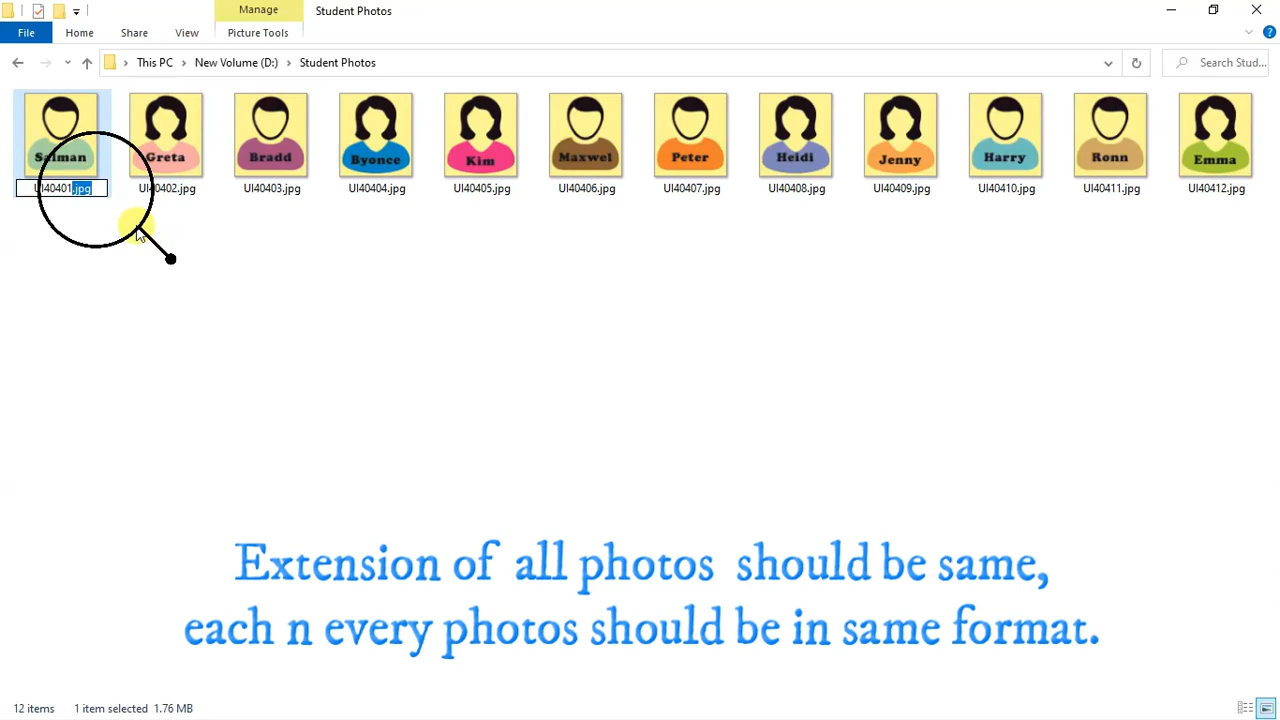 Manage
Student Photos
File
Home
Share
View
Picture Tools
This PC
New Volume (D:)
Student Photos
Search Stud...
Salman
Greta
Bradd
Byonce
Kim
Maxwel
Peter
Heidi
Jenny
Harry
Ronn
Emma
UI40401.jpg
UI40402.jpg
UI40403.jpg
UI40404.jpg
UI40405.jpg
UI40406.jpg
UI40407.jpg
UI40408.jpg
UI40409.jpg
UI40410.jpg
UI40411.jpg
UI40412.jpg
Extension of all photos should be same,
each n every photos should be in same format.
12 items
1 item selected 1.76 MB